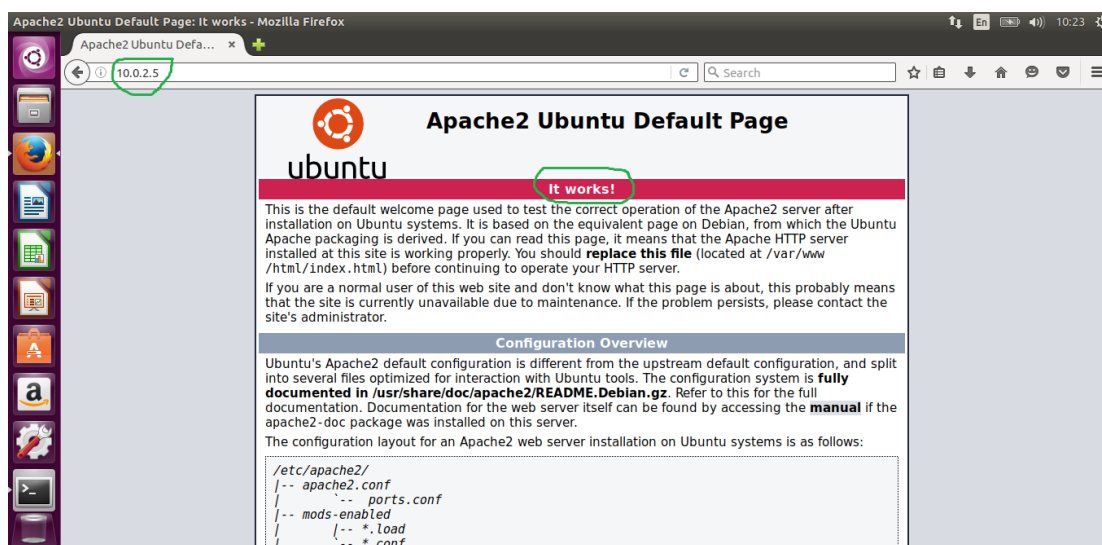 Apache2 Ubuntu Default Page: It works - Mozilla Firefox
En
10:23
Apache2 Ubuntu Defa...
10.0.2.5
Search
ubuntu
Apache2 Ubuntu Default Page
It works!
This is the default welcome page used to test the correct operation of the Apache2 server after
installation on Ubuntu systems. It is based on the equivalent page on Debian, from which the Ubuntu
Apache packaging is derived. If you can read this page, it means that the Apache HTTP server
installed at this site is working properly. You should replace this file (located at /var/www
/html/index.html) before continuing to operate your HTTP server.
If you are a normal user of this web site and don't know what this page is about, this probably means
that the site is currently unavailable due to maintenance. If the problem persists, please contact the
site's administrator.
Configuration Overview
Ubuntu's Apache2 default configuration is different from the upstream default configuration, and split
into several files optimized for interaction with Ubuntu tools. The configuration system is fully
documented in /usr/share/doc/apache2/README.Debian.gz. Refer to this for the full
documentation. Documentation for the web server itself can be found by accessing the manual if the
apache2-doc package was installed on this server.
The configuration layout for an Apache2 web server installation on Ubuntu systems is as follows:
/etc/apache2/
|-- apache2.conf
|       `--  ports.conf
|-- mods-enabled
|       |-- *.load
|       `-- *.conf